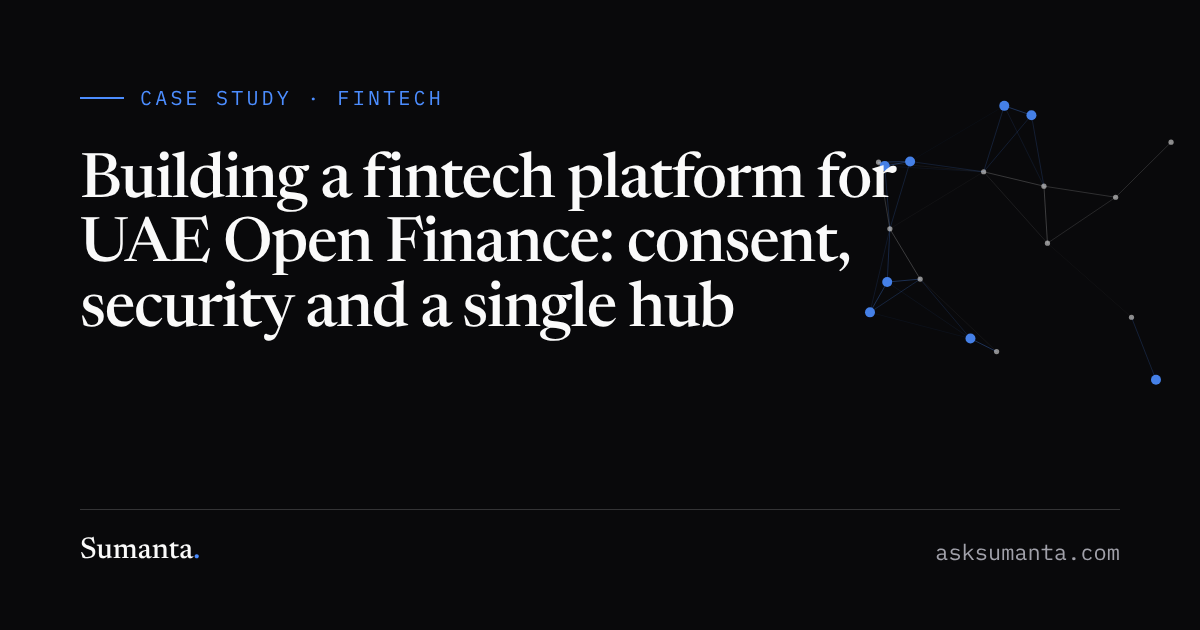 CASE STUDY · FINTECH
Building a fintech platform for
UAE Open Finance: consent,
security and a single hub
Sumanta.
asksumanta.com